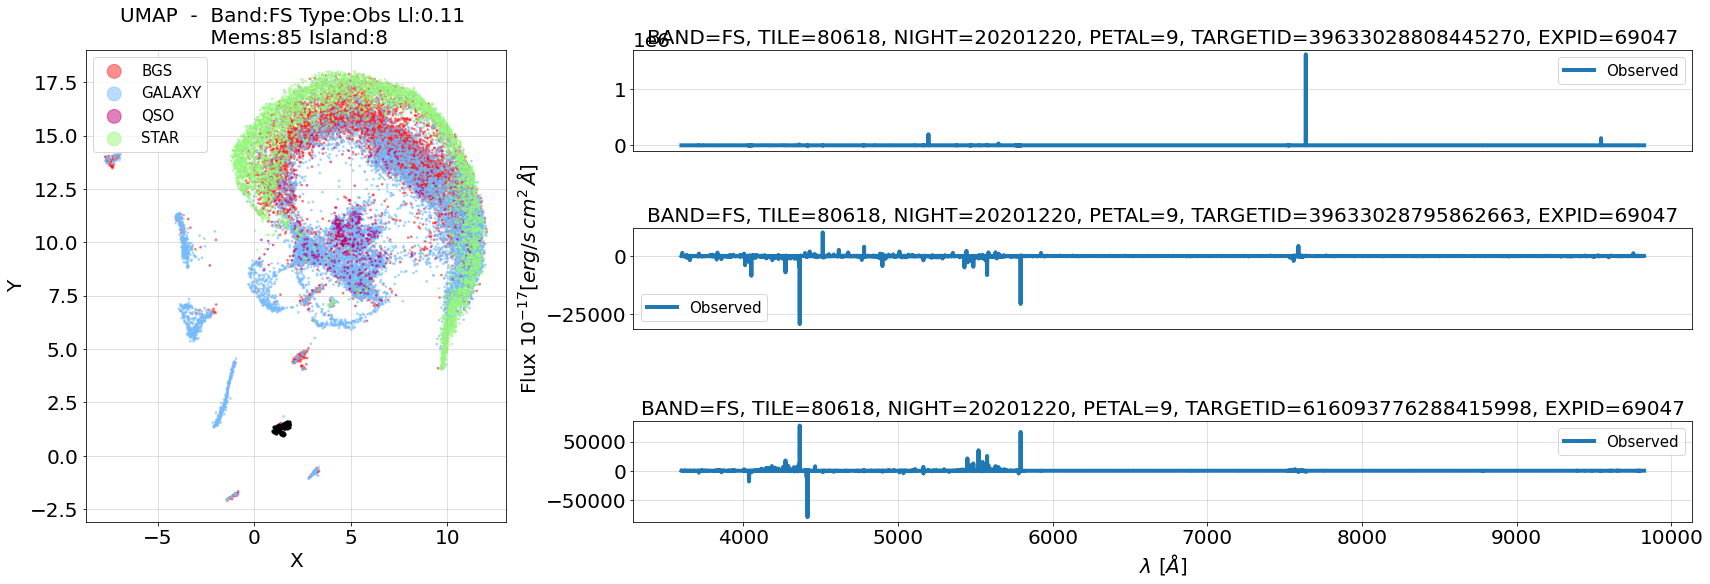 UMAP - Band:FS Type:Obs Ll:0.11
Mems:85 Island:8
BGS
GALAXY
QSO
STAR
17.5
15.0
12.5
10.0
7.5
5.0
2.5
0.0
−2.5
Y
−5
0
5
10
X
Flux 10⁻¹⁷[erg/s cm² Å]
1e6
BAND=FS, TILE=80618, NIGHT=20201220, PETAL=9, TARGETID=39633028808445270, EXPID=69047
Observed
1
0
BAND=FS, TILE=80618, NIGHT=20201220, PETAL=9, TARGETID=39633028795862663, EXPID=69047
0
−25000
Observed
BAND=FS, TILE=80618, NIGHT=20201220, PETAL=9, TARGETID=616093776288415998, EXPID=69047
Observed
50000
0
−50000
4000
5000
6000
7000
8000
9000
10000
λ [Å]